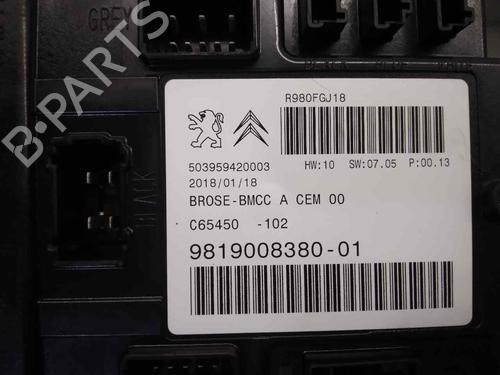 GREY
B-PARTS
BLACK
R980FGJ18
503959420003 HW:10 SW:07.05 P:00.13
2018/01/18
BROSE-BMCC A CEM 00
C65450 -102
9819008380-01
BLACK